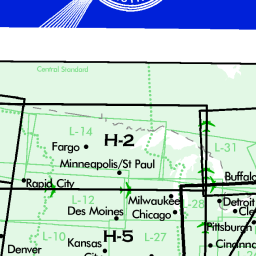 Central Standard
L-14
H-2
L-31
Fargo
Minneapolis/St Paul
Rapid City
Buffalo
L-12
Milwaukee
L-28
Detroit
Des Moines
Chicago
Cle
Pittsburgh
L-10
H-5
L-27
Kansas
City
Denver
Cincinna